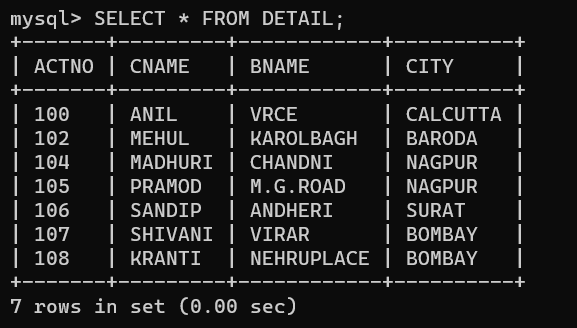 mysql> SELECT * FROM DETAIL;
+-------+---------+------------+----------+
| ACTNO | CNAME   | BNAME      | CITY     |
+-------+---------+------------+----------+
| 100   | ANIL    | VRCE       | CALCUTTA |
| 102   | MEHUL   | KAROLBAGH  | BARODA   |
| 104   | MADHURI | CHANDNI    | NAGPUR   |
| 105   | PRAMOD  | M.G.ROAD   | NAGPUR   |
| 106   | SANDIP  | ANDHERI    | SURAT    |
| 107   | SHIVANI | VIRAR      | BOMBAY   |
| 108   | KRANTI  | NEHRUPLACE | BOMBAY   |
+-------+---------+------------+----------+
7 rows in set (0.00 sec)